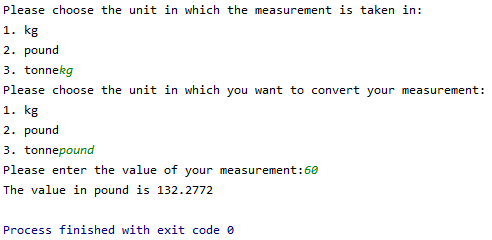 Please choose the unit in which the measurement is taken in:
1. kg
2. pound
3. tonnekg
Please choose the unit in which you want to convert your measurement:
1. kg
2. pound
3. tonnepound
Please enter the value of your measurement:60
The value in pound is 132.2772
Process finished with exit code 0